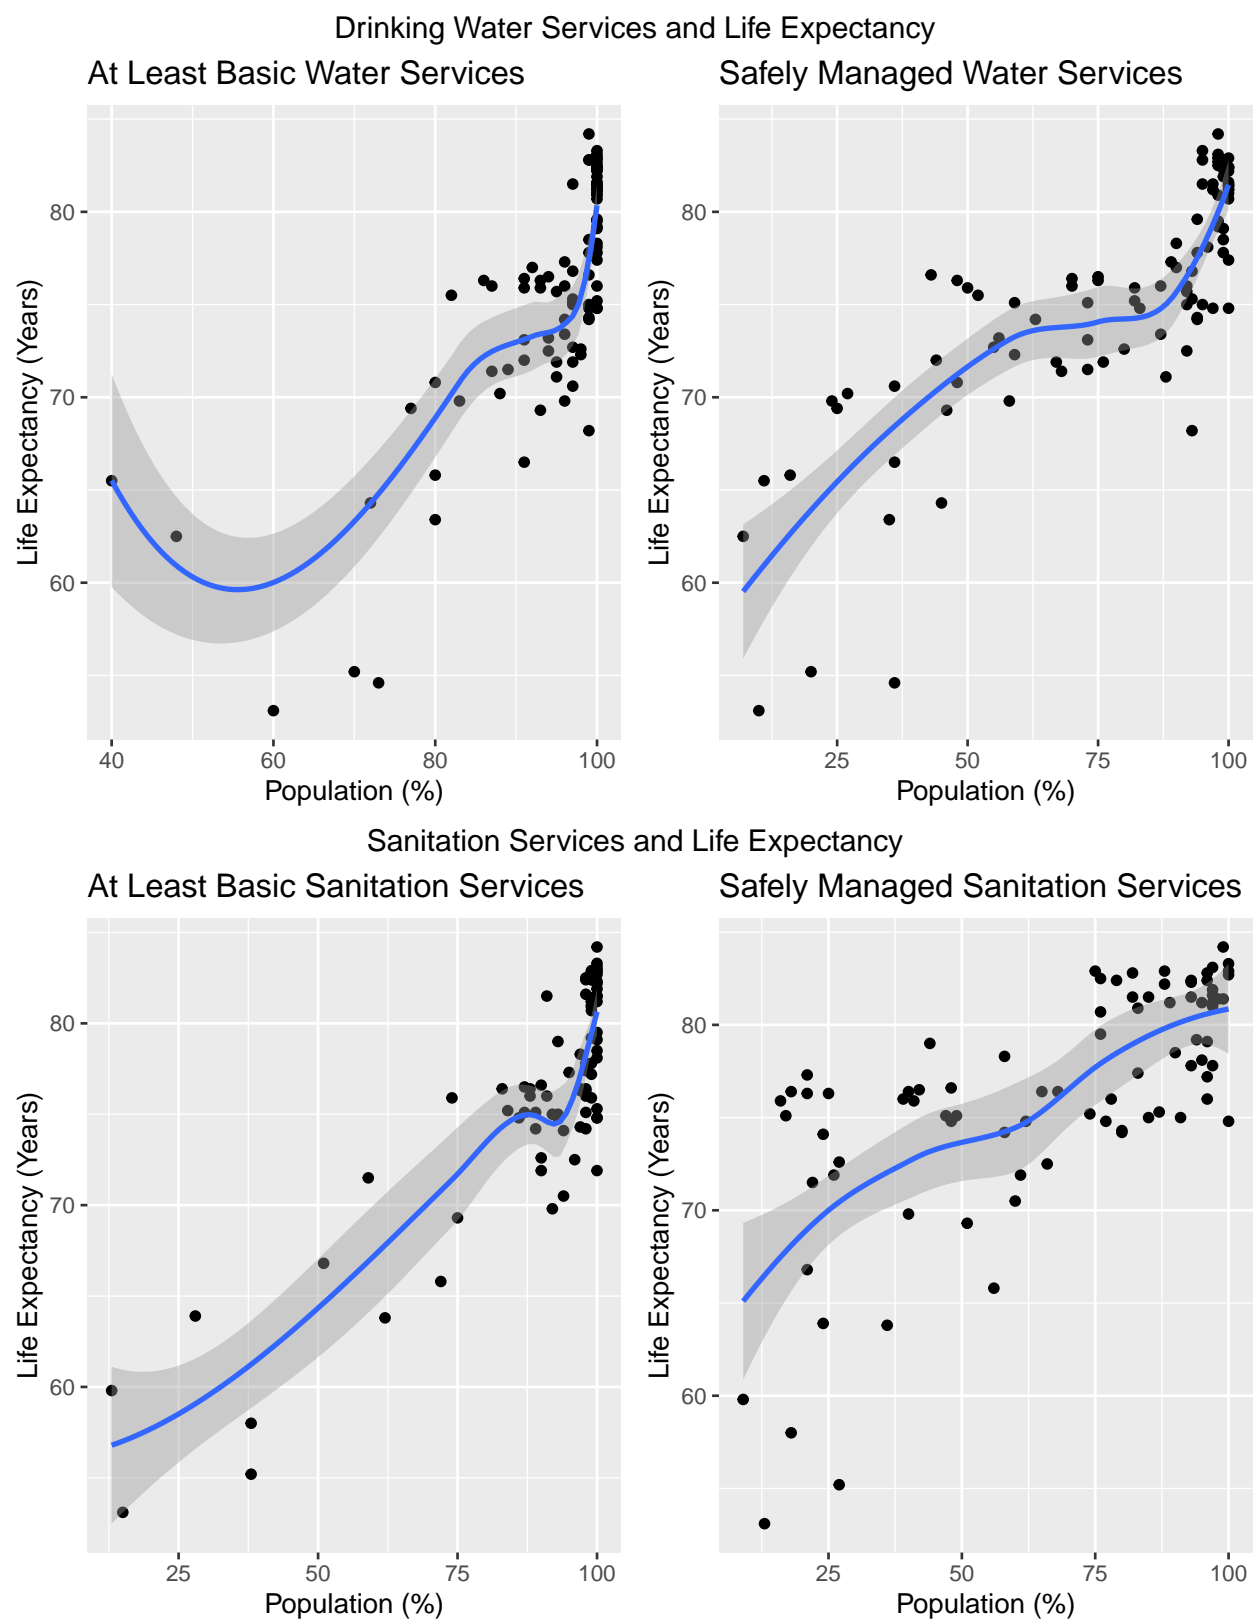 Drinking Water Services and Life Expectancy
At Least Basic Water Services
Safely Managed Water Services
Life Expectancy (Years)
80
70
60
40 60 80 100
Population (%)
Life Expectancy (Years)
80
70
60
25 50 75 100
Population (%)
Sanitation Services and Life Expectancy
At Least Basic Sanitation Services
Safely Managed Sanitation Services
Life Expectancy (Years)
80
70
60
25 50 75 100
Population (%)
Life Expectancy (Years)
80
70
60
25 50 75 100
Population (%)